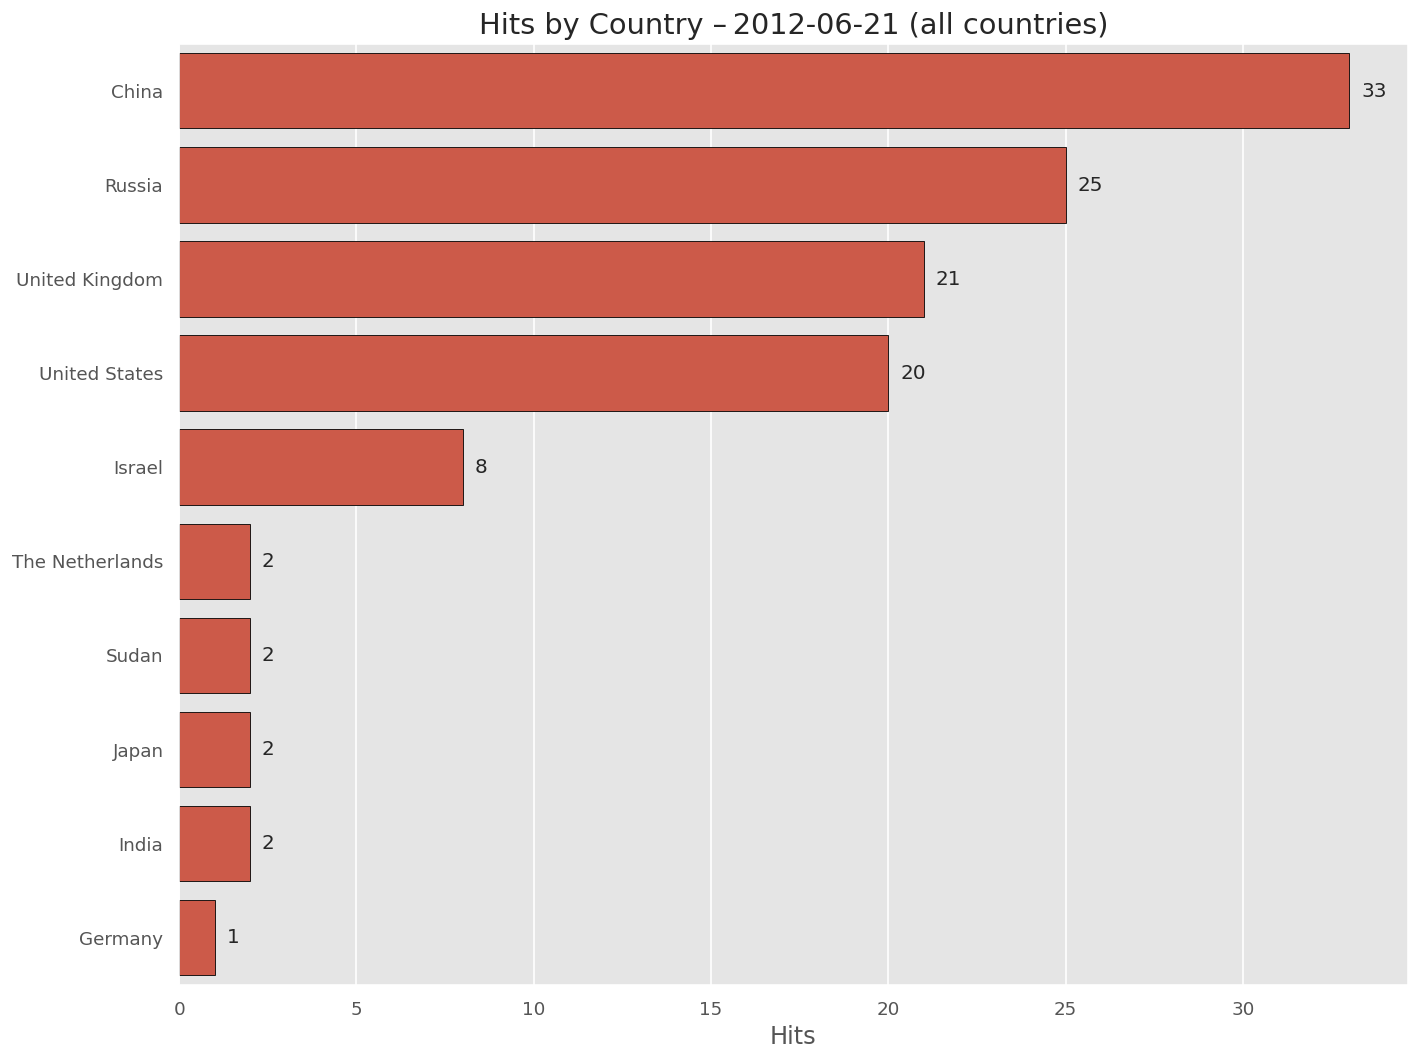 Hits by Country – 2012-06-21 (all countries)
China 33
Russia 25
United Kingdom 21
United States 20
Israel 8
The Netherlands 2
Sudan 2
Japan 2
India 2
Germany 1
0 5 10 15 20 25 30
Hits